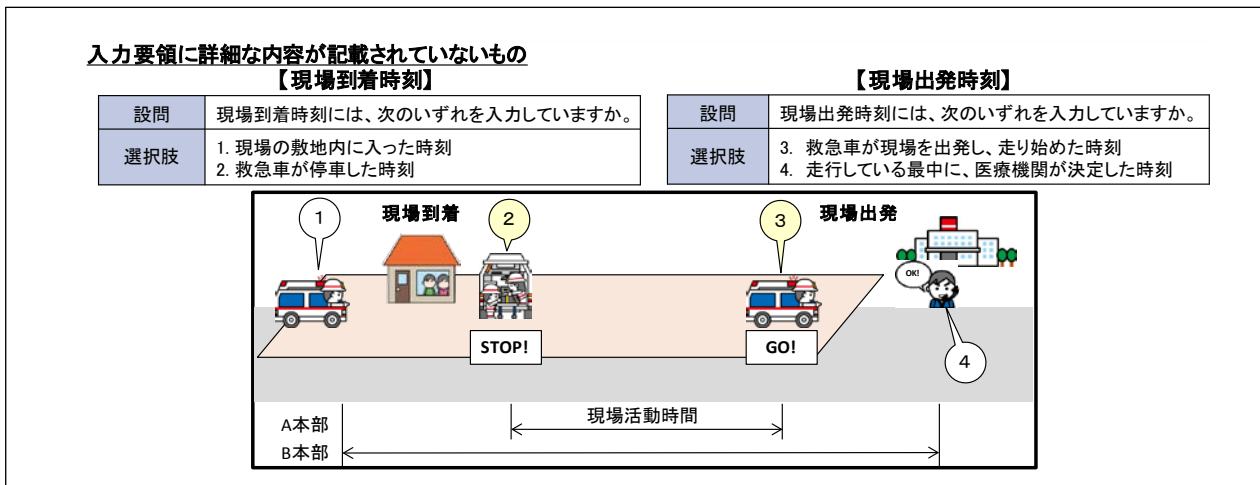 入力要領に詳細な内容が記載されていないもの
【現場到着時刻】
設問 現場到着時刻には、次のいずれを入力していますか。
選択肢 1. 現場の敷地内に入った時刻
2. 救急車が停車した時刻
【現場出発時刻】
設問 現場出発時刻には、次のいずれを入力していますか。
選択肢 3. 救急車が現場を出発し、走り始めた時刻
4. 走行している最中に、医療機関が決定した時刻
1 現場到着 2 3 現場出発
OK!
STOP! GO! 4
現場活動時間
A本部
B本部